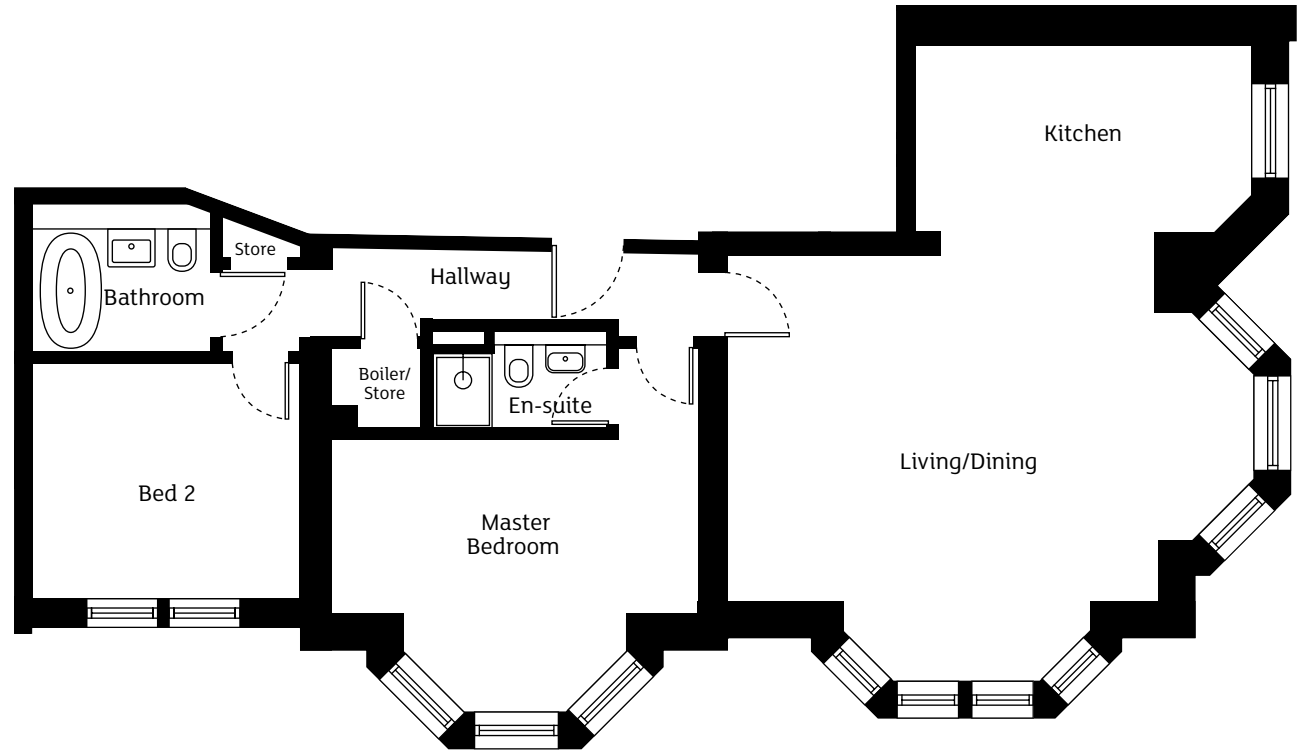 Kitchen
Store
Hallway
Bathroom
Boiler/
Store
En-suite
Living/Dining
Bed 2
Master
Bedroom